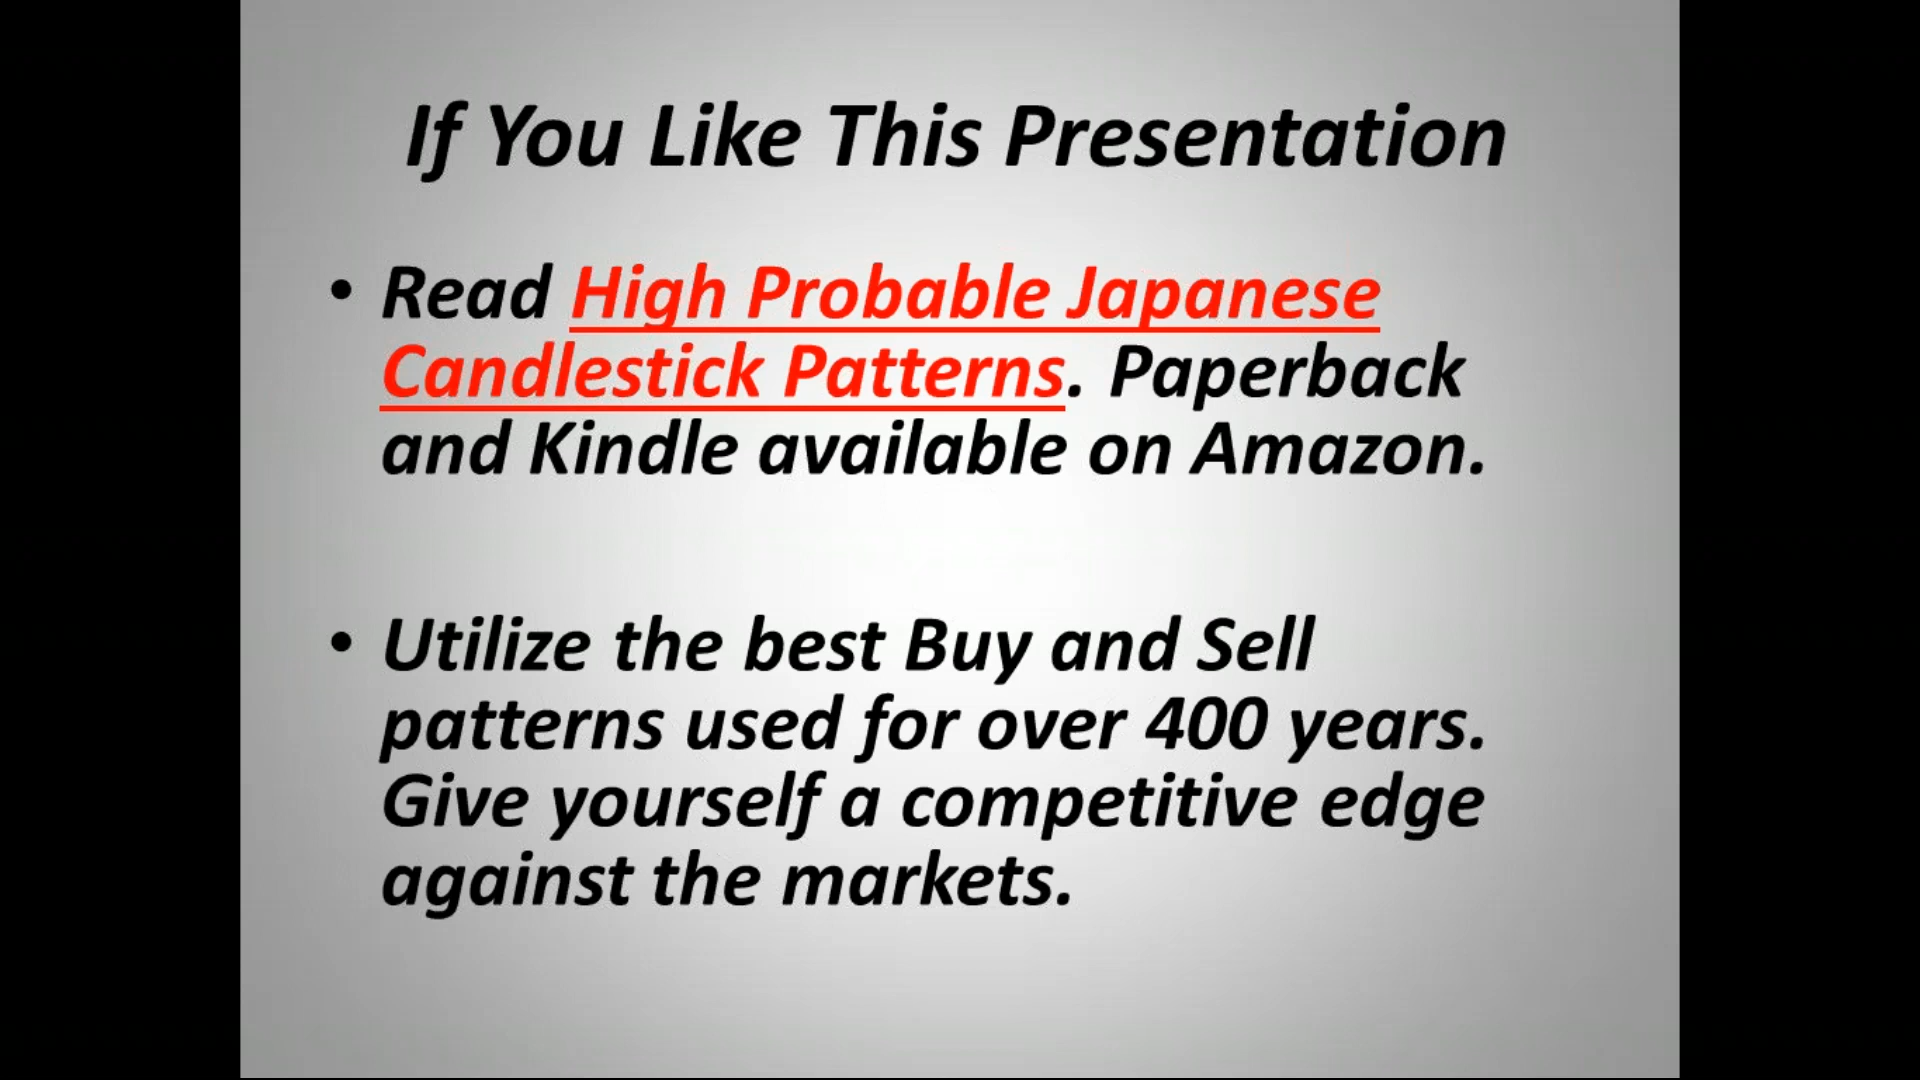 If You Like This Presentation
• Read High Probable Japanese
Candlestick Patterns. Paperback
and Kindle available on Amazon.
• Utilize the best Buy and Sell
patterns used for over 400 years.
Give yourself a competitive edge
against the markets.